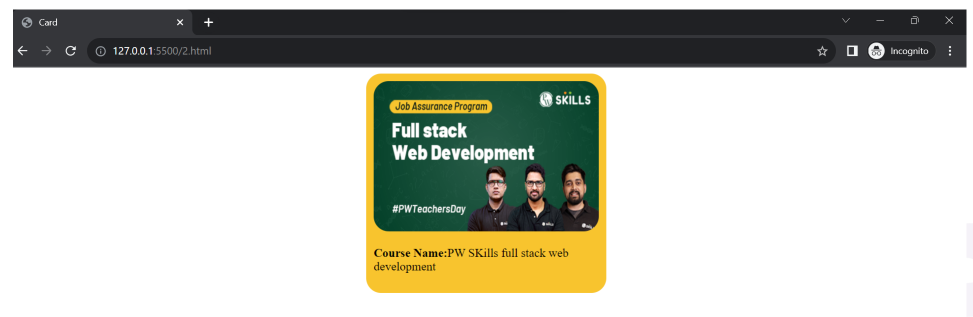 Card
127.0.0.1:5500/2.html
Incognito
SKILLS
Job Assurance Program
Full stack
Web Development
#PWTeachersDay
Course Name:PW SKills full stack web
development